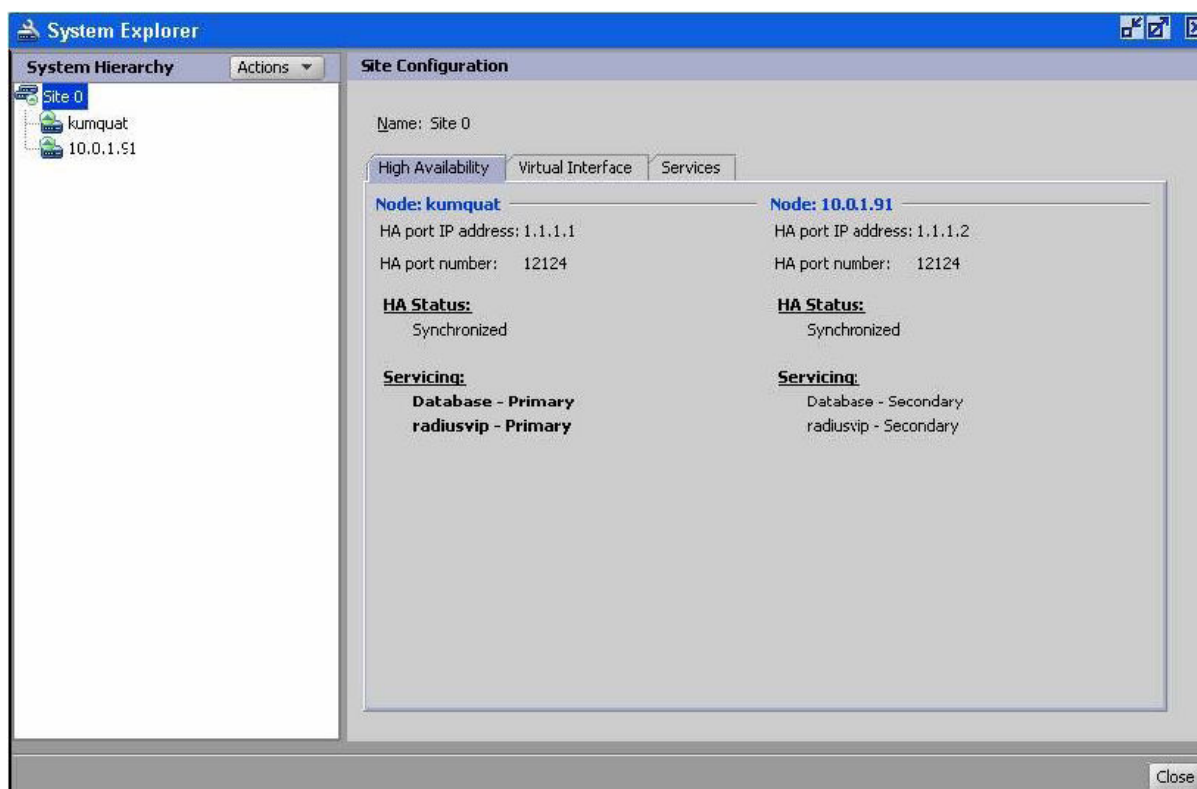 System Explorer
System Hierarchy
Actions
Site 0
kumquat
10.0.1.91
Site Configuration
Name: Site 0
High Availability
Virtual Interface
Services
Node: kumquat
HA port IP address: 1.1.1.1
HA port number: 12124
HA Status:
Synchronized
Servicing:
Database - Primary
radiusvip - Primary
Node: 10.0.1.91
HA port IP address: 1.1.1.2
HA port number: 12124
HA Status:
Synchronized
Servicing:
Database - Secondary
radiusvip - Secondary
Close